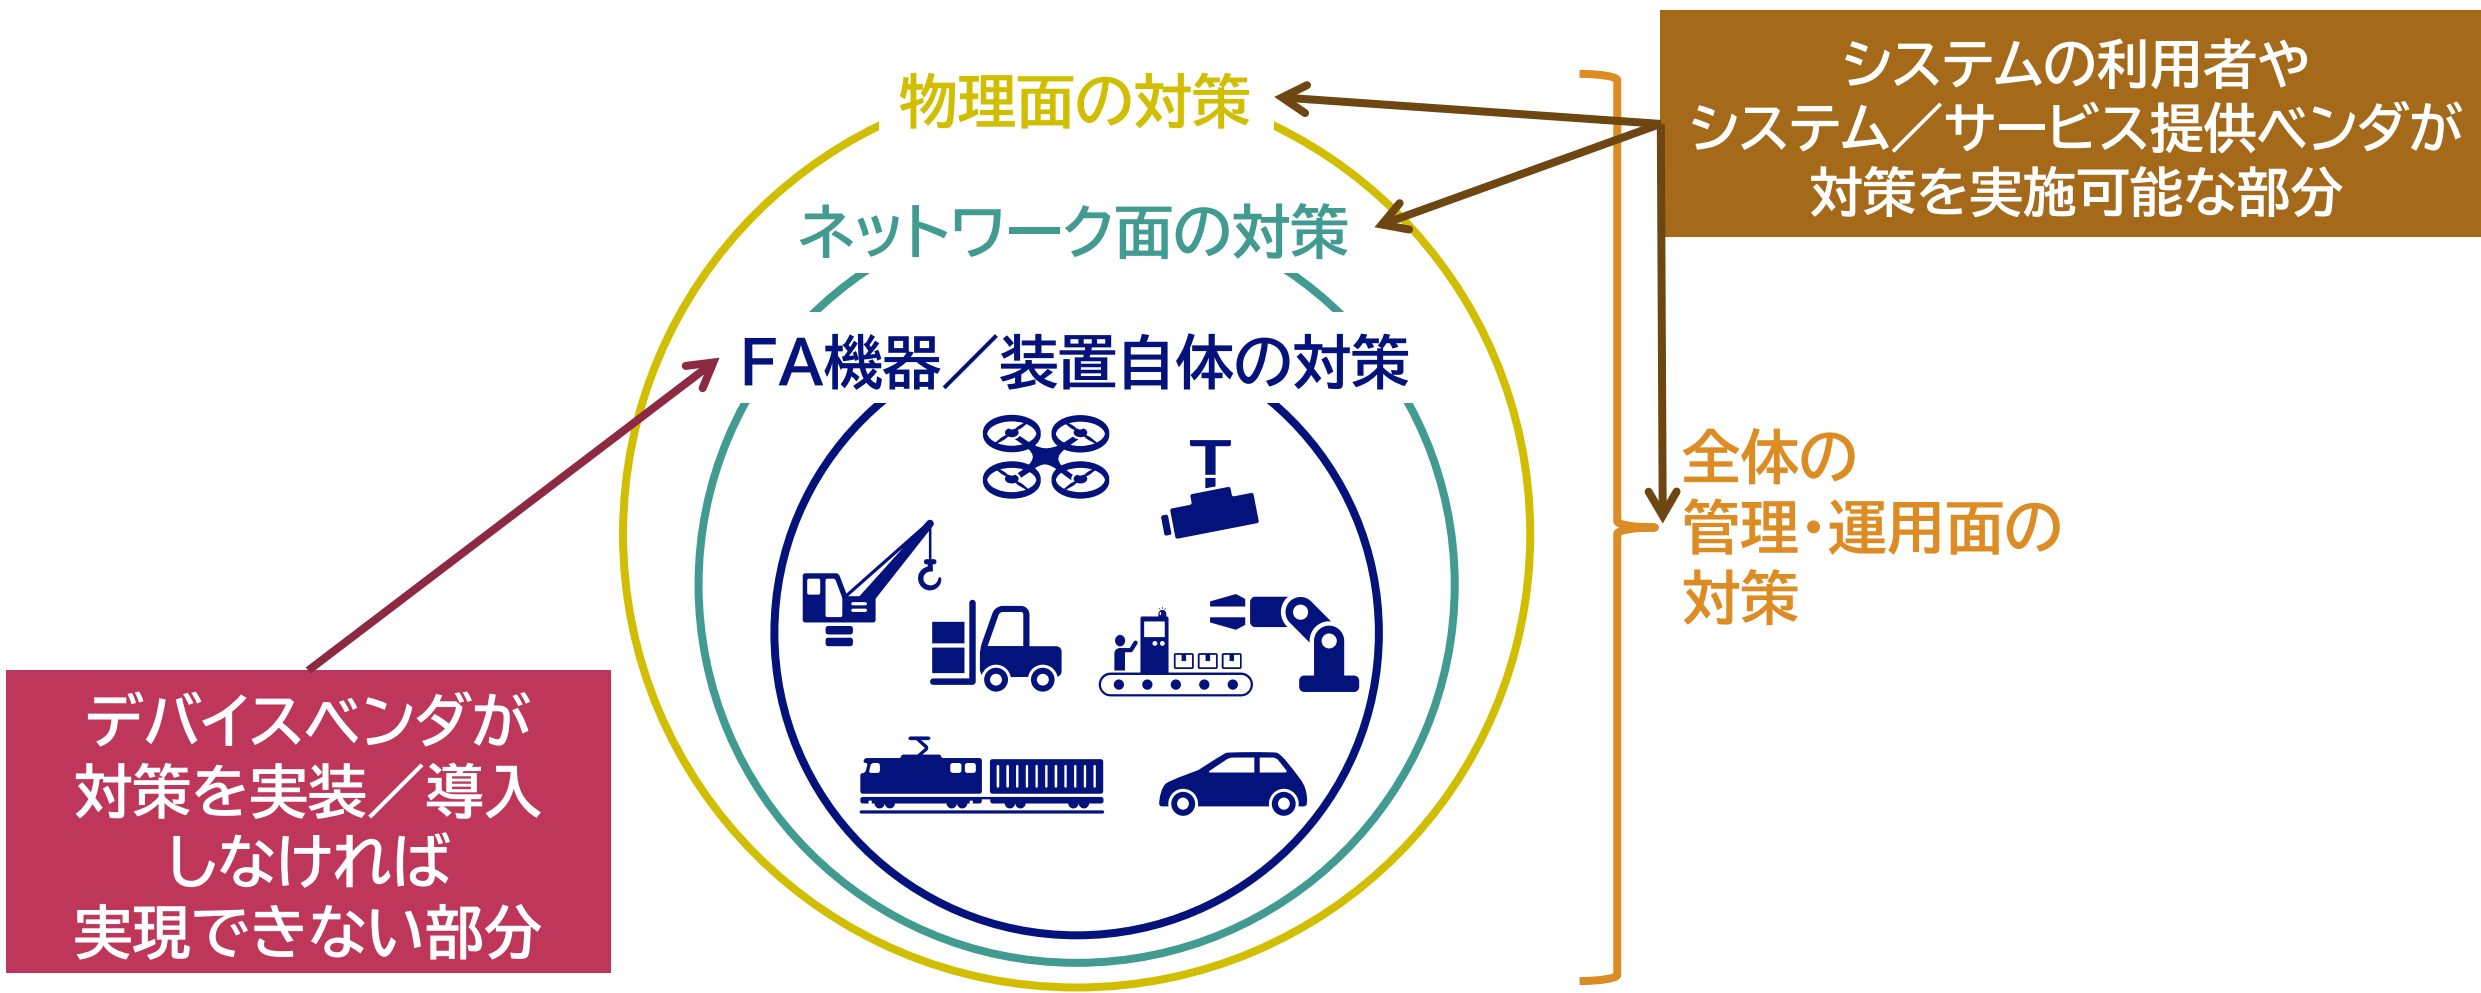 物理面の対策
ネットワーク面の対策
FA機器／装置自体の対策
システムの利用者や
システム／サービス提供ベンダが
対策を実施可能な部分
全体の
管理･運用面の
対策
デバイスベンダが
対策を実装／導入
しなければ
実現できない部分